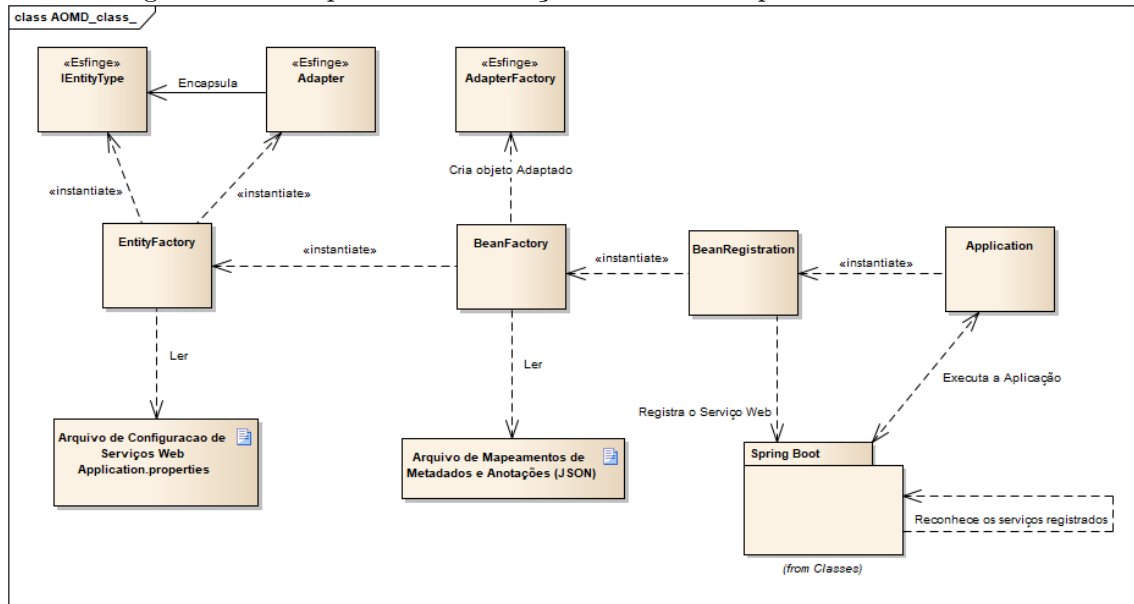 class AOMD_class_
«Esfinge»
IEntityType
Encapsula
«Esfinge»
Adapter
«Esfinge»
AdapterFactory
«instantiate»
«instantiate»
Cria objeto Adaptado
EntityFactory
«instantiate»
BeanFactory
«instantiate»
BeanRegistration
«instantiate»
Application
Ler
Ler
Registra o Serviço Web
Executa a Aplicação
Arquivo de Configuracao de
Serviços Web
Application.properties
Arquivo de Mapeamentos de
Metadados e Anotações (JSON)
Spring Boot
Reconhece os serviços registrados
(from Classes)